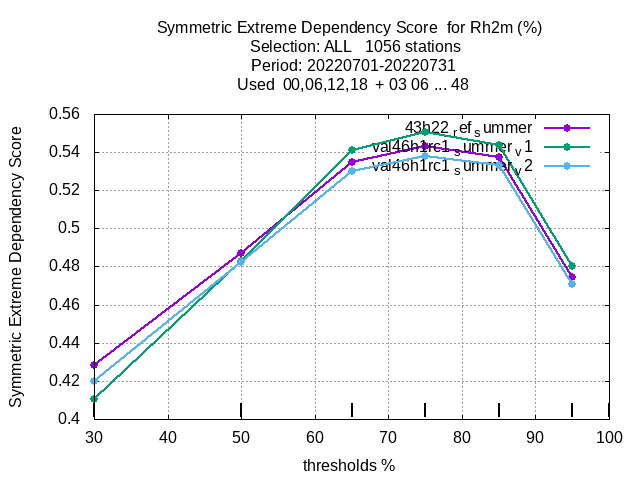 Symmetric Extreme Dependency Score  for Rh2m (%)
Selection: ALL   1056 stations
Period: 20220701-20220731
Used  00,06,12,18  + 03 06 ... 48
Symmetric Extreme Dependency Score
0.56
0.54
0.52
0.5
0.48
0.46
0.44
0.42
0.4
43h22_ref_summer
val46h1rc1_summer_v1
val46h1rc1_summer_v2
30 40 50 60 70 80 90 100
thresholds %